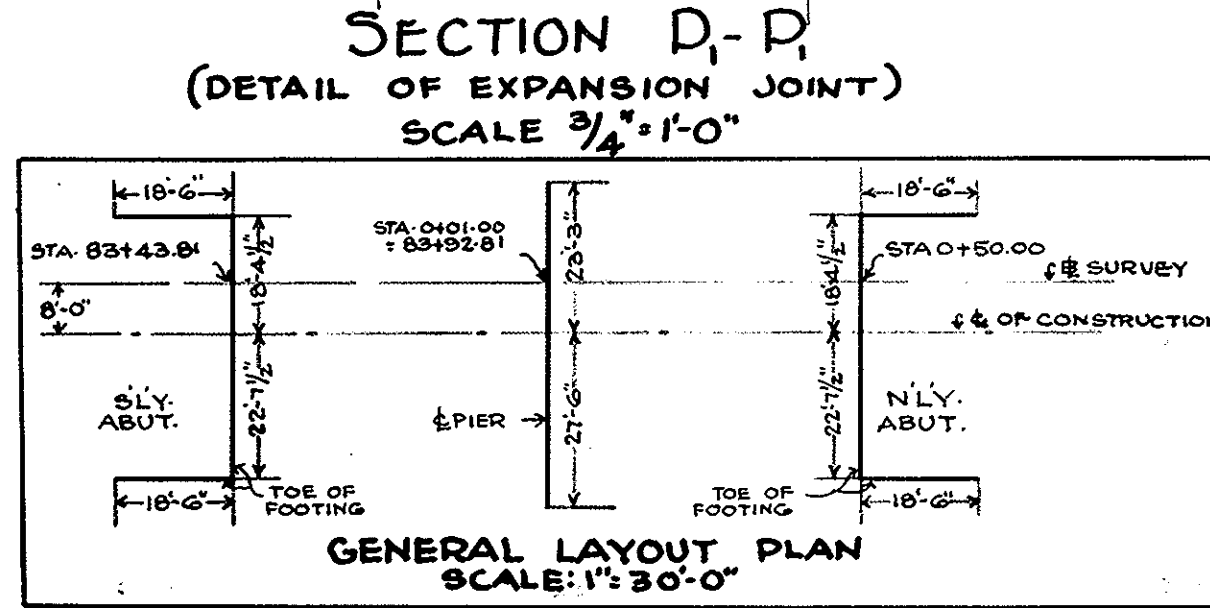 SECTION D₁-D₁
(DETAIL OF EXPANSION JOINT)
SCALE 3/4"=1'-0"
18'-6"
18'-6"
STA. 83+43.81
18'-4 1/2"
STA. 0+01.00
= 83+92.81
23'-3"
18'-4 1/2"
STA 0+50.00
℄ SURVEY
8'-0"
℄ OF CONSTRUCTION
S'LY.
ABUT.
22'-7 1/2"
℄ PIER
27'-6"
22'-7 1/2"
N'LY.
ABUT.
18'-6"
TOE OF
FOOTING
TOE OF
FOOTING
18'-6"
GENERAL LAYOUT PLAN
SCALE: 1"=30'-0"